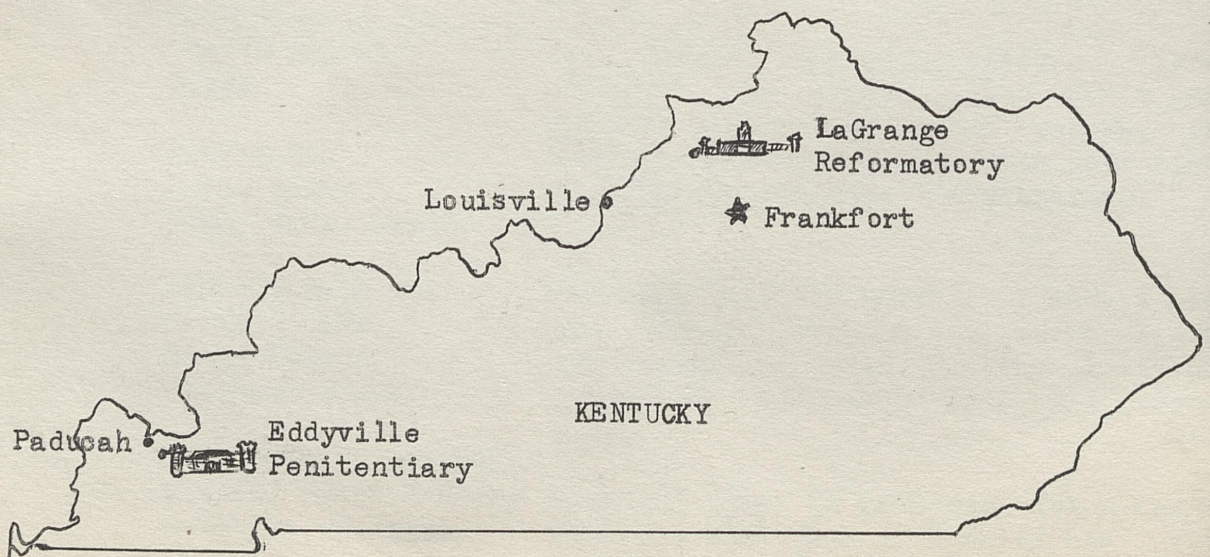 LaGrange
Reformatory
Louisville
Frankfort
KENTUCKY
Paducah
Eddyville
Penitentiary